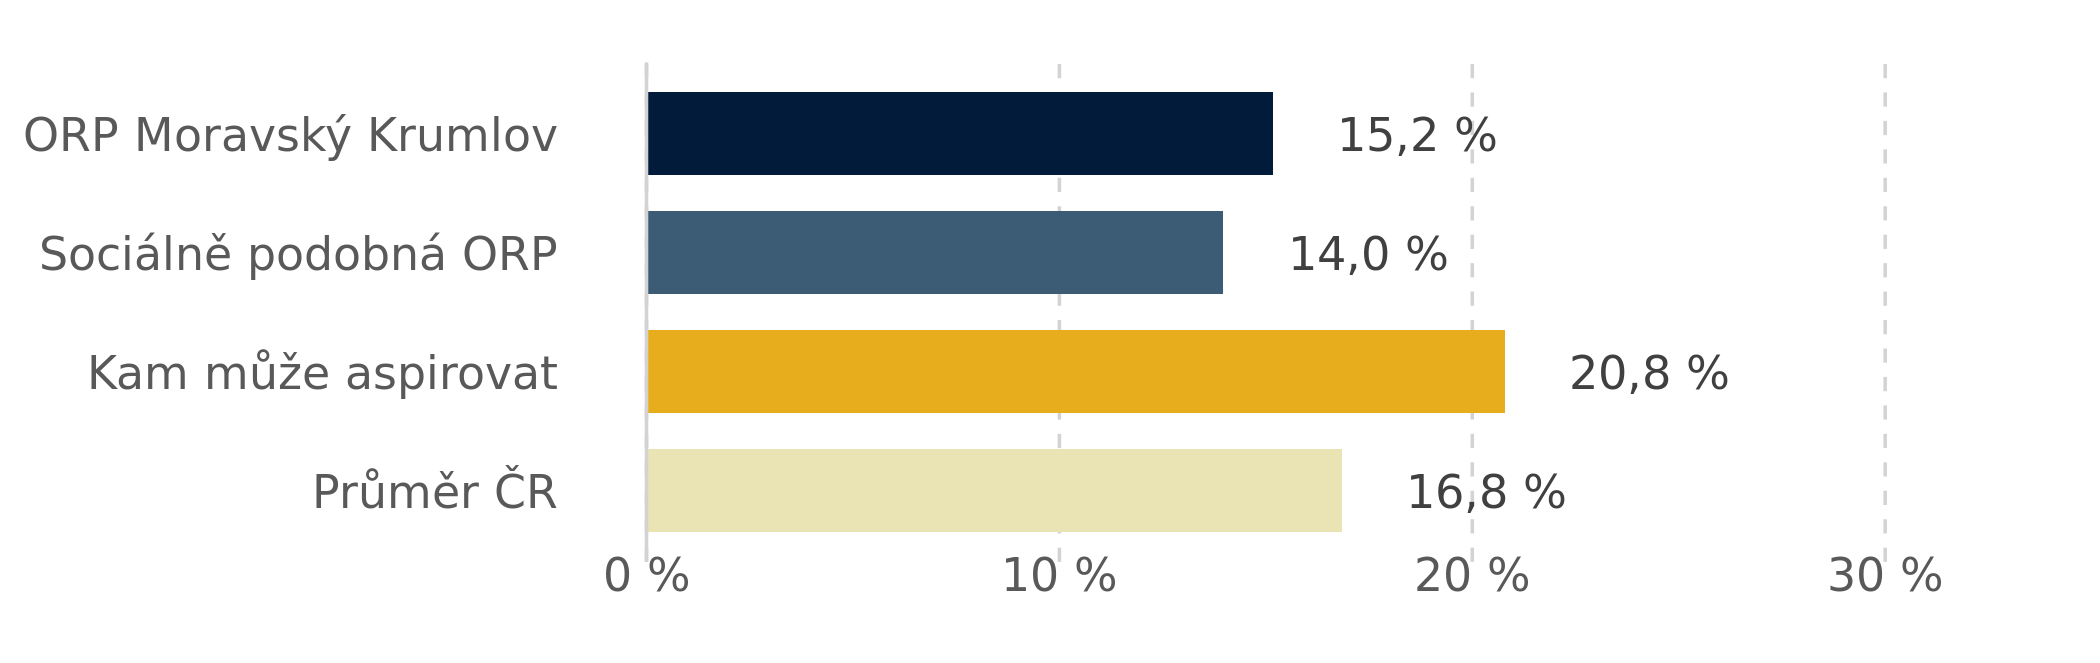 ORP Moravský Krumlov
15,2 %
Sociálně podobná ORP
14,0 %
Kam může aspirovat
20,8 %
Průměr ČR
16,8 %
0 %
10 %
20 %
30 %